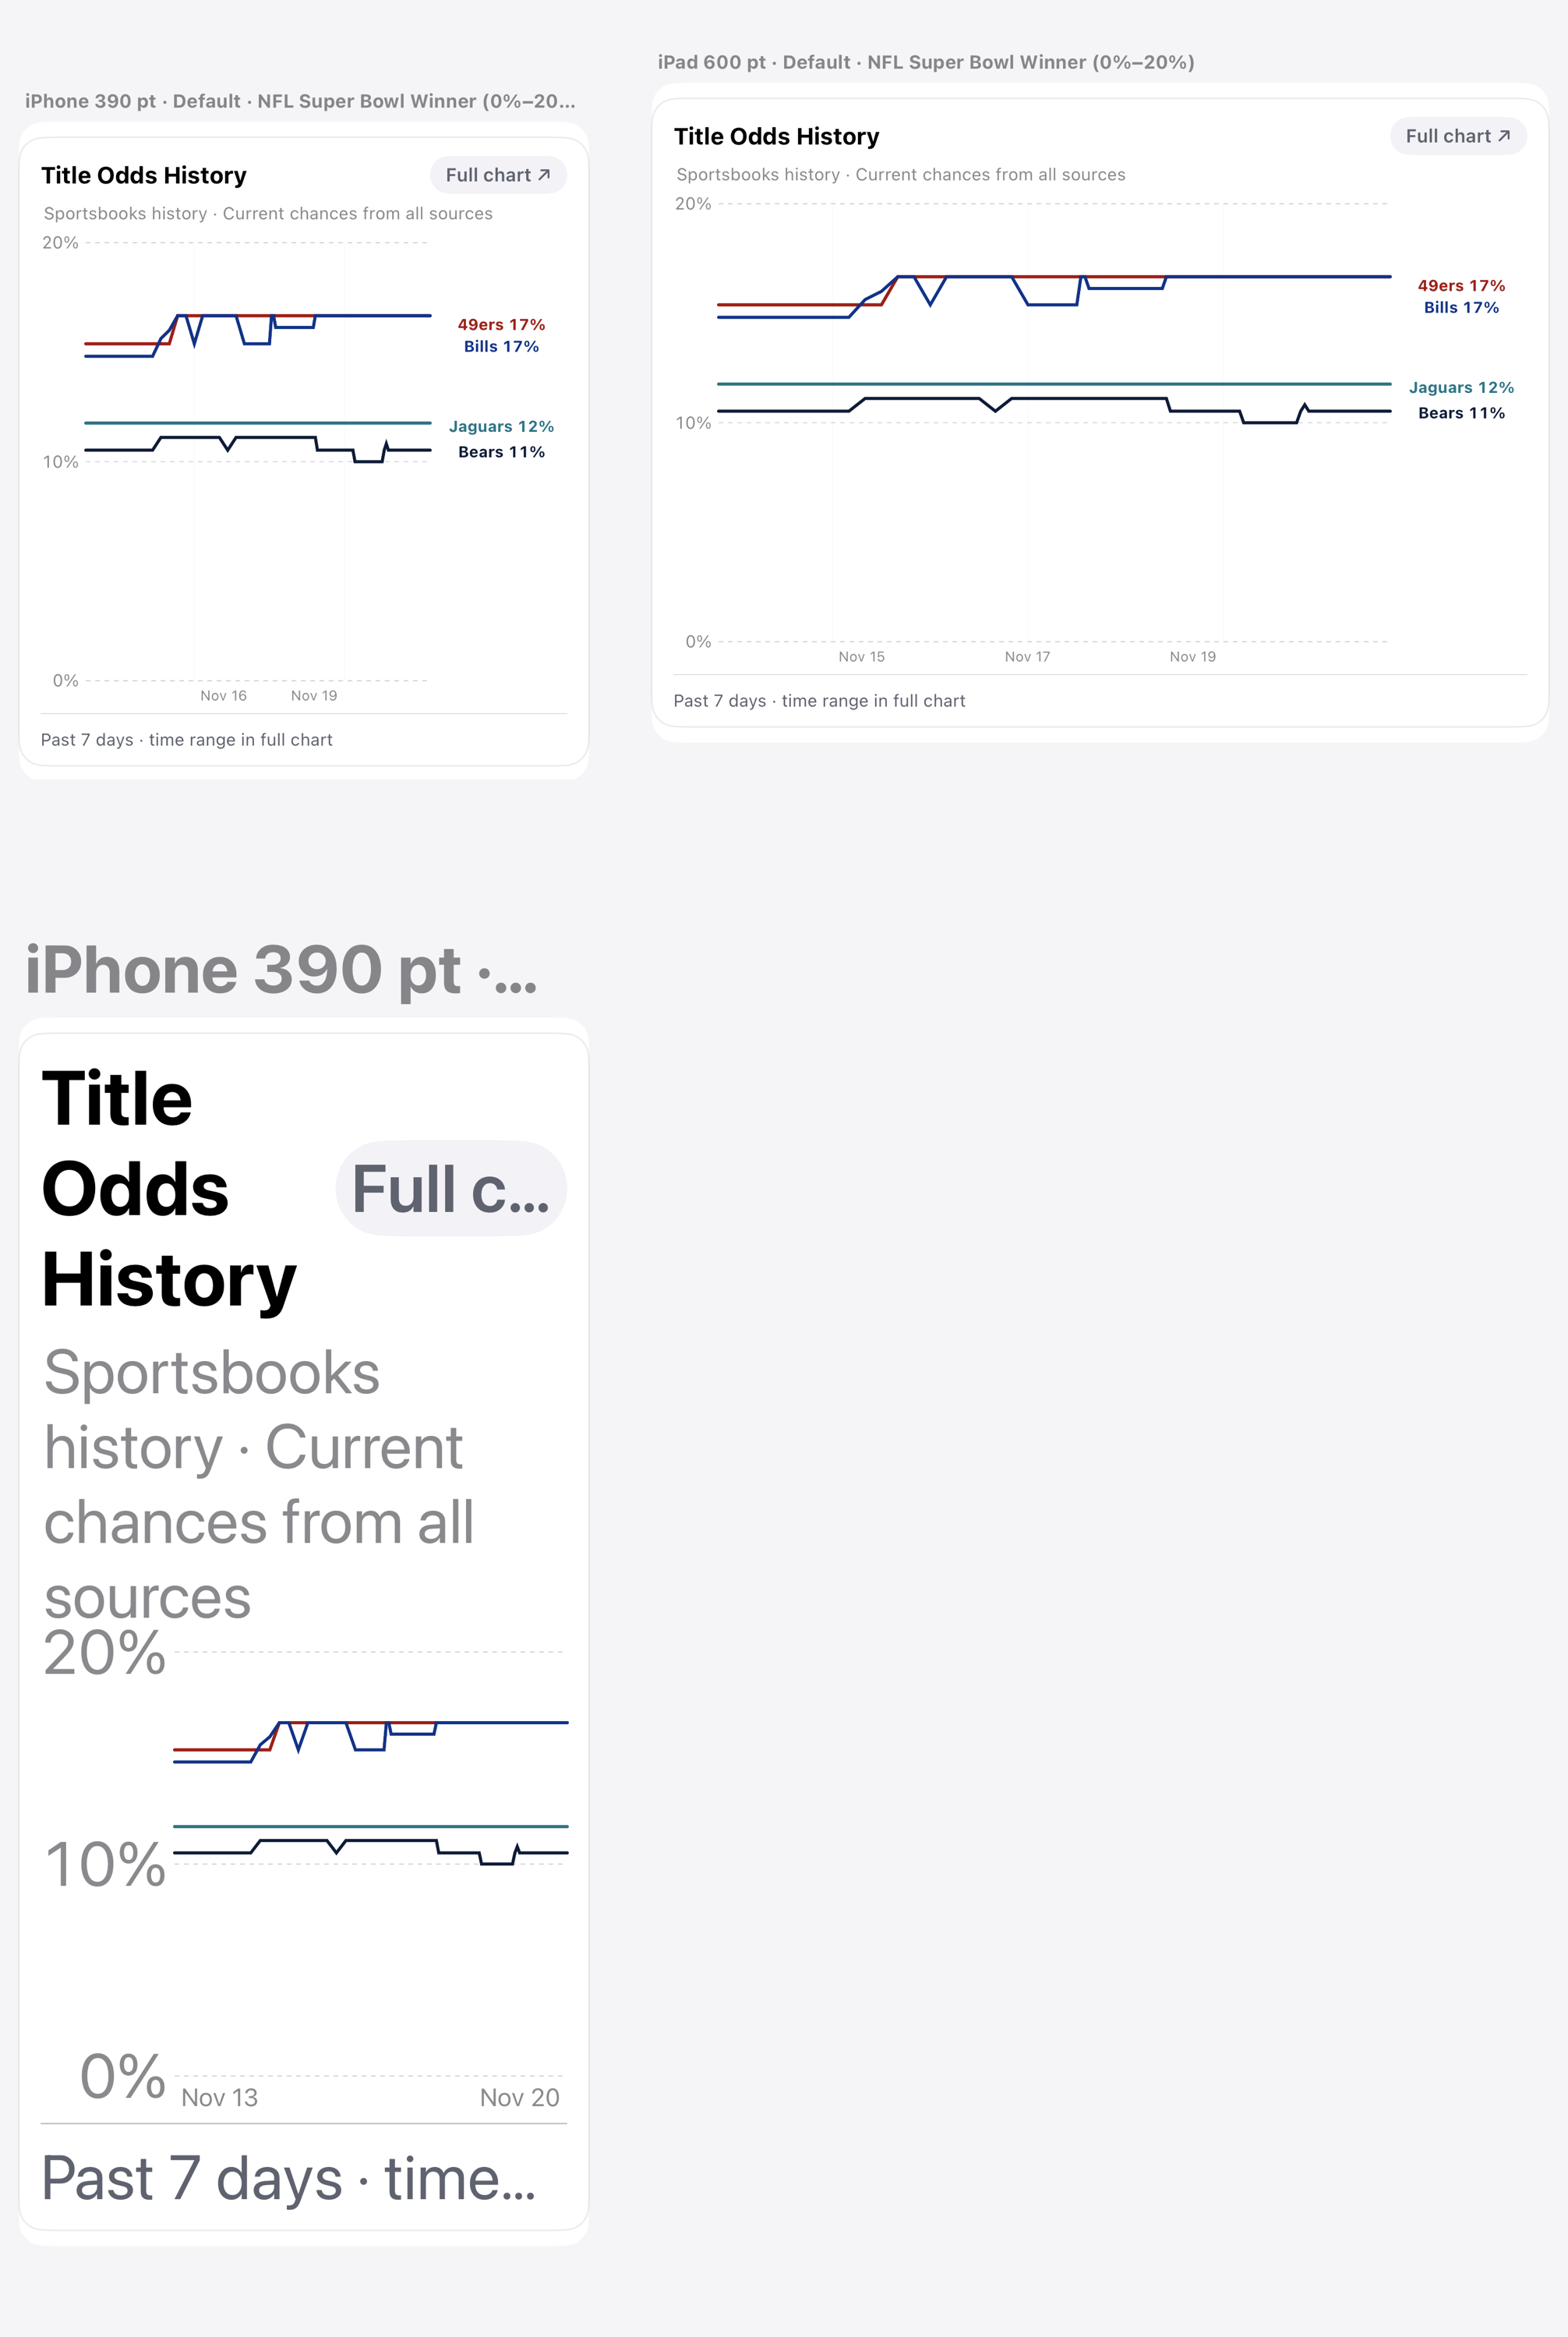 iPhone 390 pt · Default · NFL Super Bowl Winner (0%–20...
Title Odds History
Full chart ↗
Sportsbooks history · Current chances from all sources
20%
49ers 17%
Bills 17%
Jaguars 12%
Bears 11%
10%
0%
Nov 16
Nov 19
Past 7 days · time range in full chart
iPad 600 pt · Default · NFL Super Bowl Winner (0%–20%)
Title Odds History
Full chart ↗
Sportsbooks history · Current chances from all sources
20%
49ers 17%
Bills 17%
Jaguars 12%
Bears 11%
10%
0%
Nov 15
Nov 17
Nov 19
Past 7 days · time range in full chart
iPhone 390 pt ·...
Title
Odds
History
Full c...
Sportsbooks
history · Current
chances from all
sources
20%
10%
0%
Nov 13
Nov 20
Past 7 days · time...